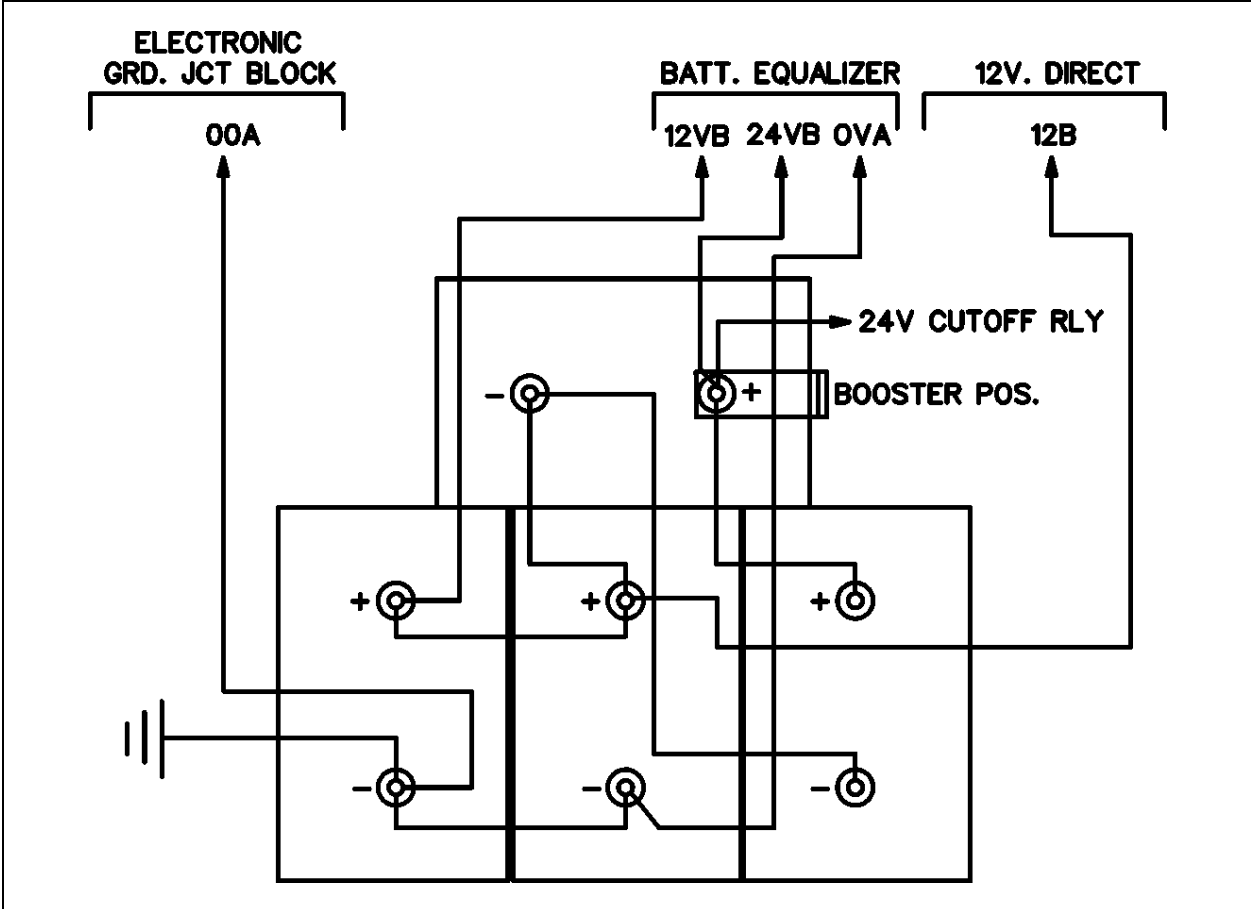 ELECTRONIC
GRD. JCT BLOCK
BATT. EQUALIZER
12V. DIRECT
00A
12VB 24VB 0VA
12B
24V CUTOFF RLY
- +
BOOSTER POS.
+ + +
- - -